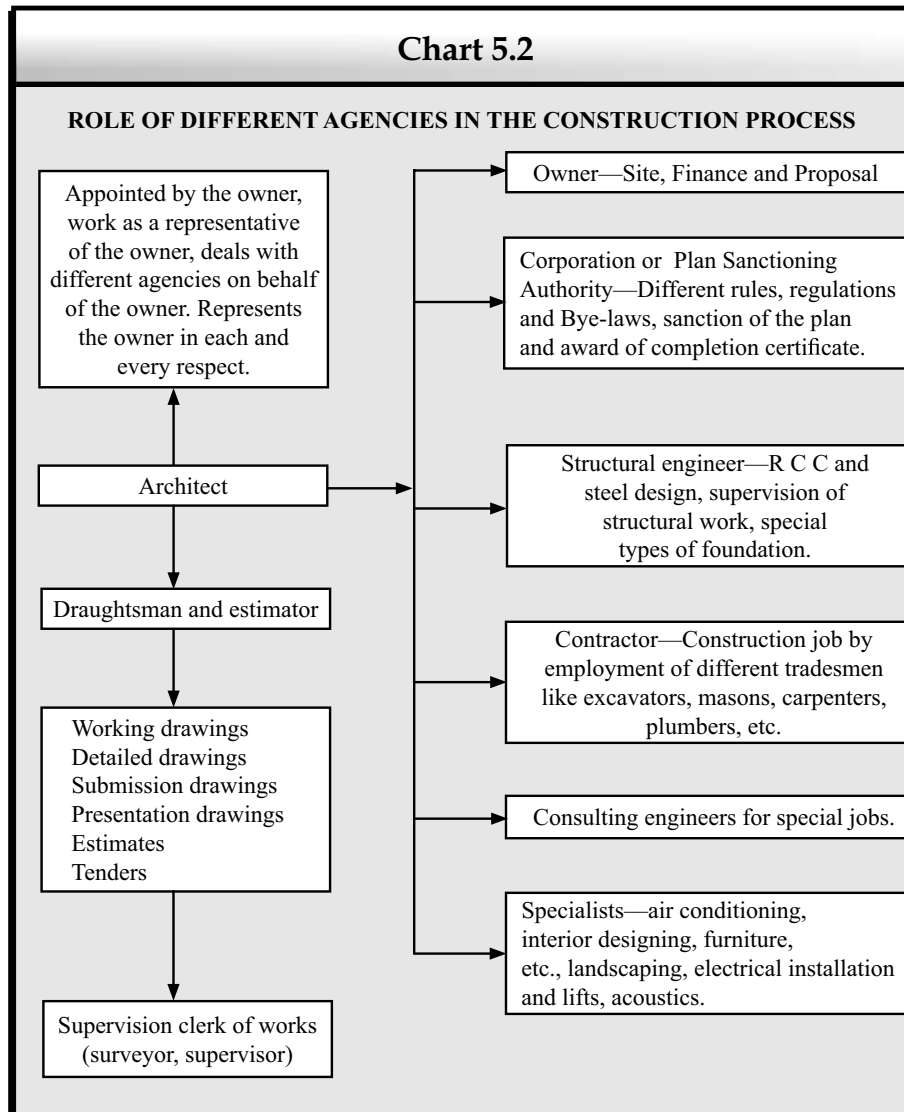 Chart 5.2
ROLE OF DIFFERENT AGENCIES IN THE CONSTRUCTION PROCESS
Appointed by the owner,
work as a representative
of the owner, deals with
different agencies on behalf
of the owner. Represents
the owner in each and
every respect.
Architect
Draughtsman and estimator
Working drawings
Detailed drawings
Submission drawings
Presentation drawings
Estimates
Tenders
Supervision clerk of works
(surveyor, supervisor)
Owner—Site, Finance and Proposal
Corporation or Plan Sanctioning
Authority—Different rules, regulations
and Bye-laws, sanction of the plan
and award of completion certificate.
Structural engineer—R C C and
steel design, supervision of
structural work, special
types of foundation.
Contractor—Construction job by
employment of different tradesmen
like excavators, masons, carpenters,
plumbers, etc.
Consulting engineers for special jobs.
Specialists—air conditioning,
interior designing, furniture,
etc., landscaping, electrical installation
and lifts, acoustics.